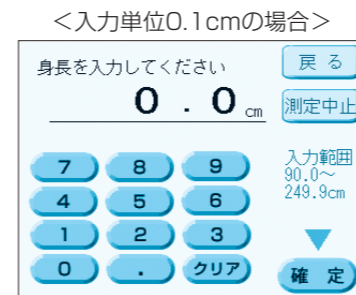 <入力単位0.1cmの場合>
身長を入力してください
戻る
0.0cm
測定中止
7 8 9
入力範囲
90.0~
249.9cm
4 5 6
1 2 3
0 . クリア
確定